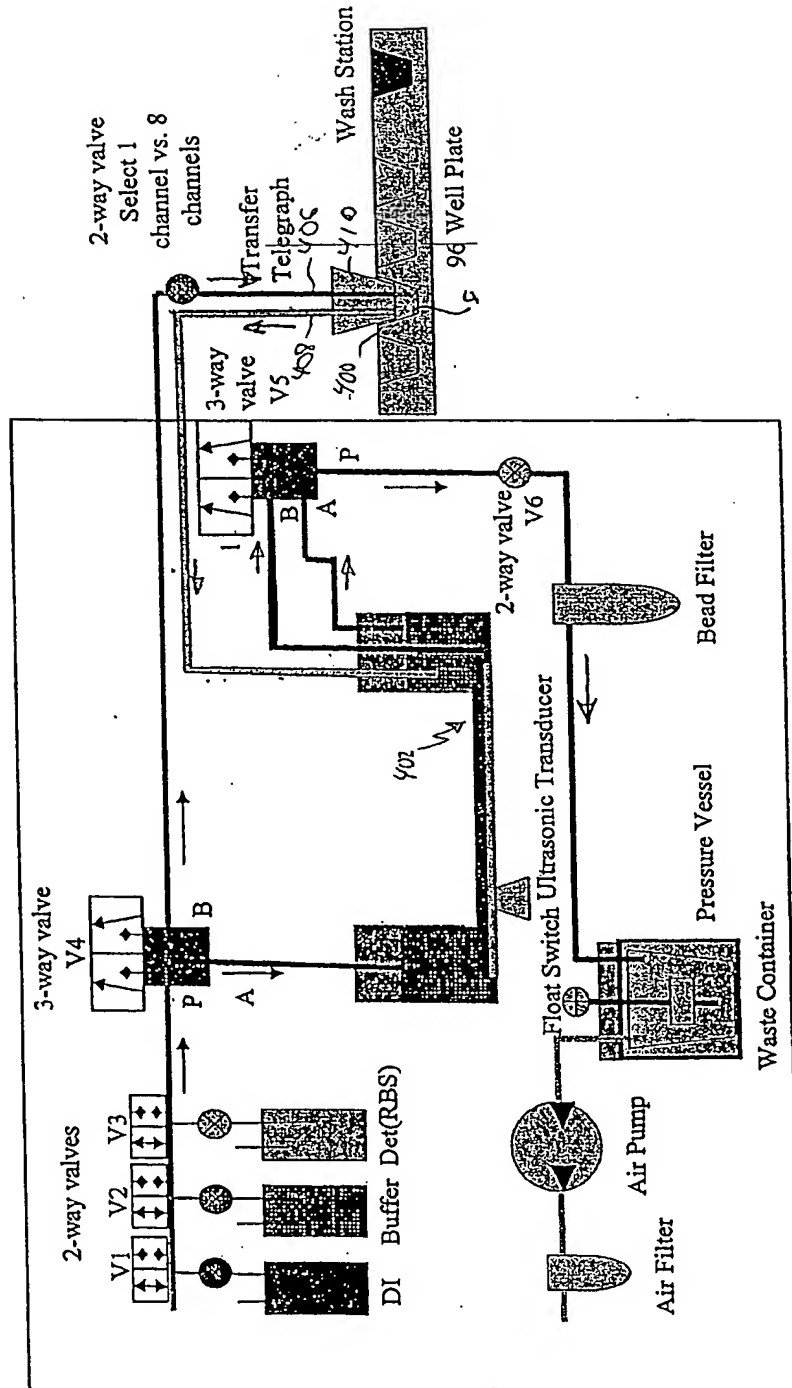 2-way valves
V1
V2
V3
DI
Buffer
Det(RBS)
3-way valve
V4
P
B
A
3-way
valve
V5
1
B
A
P
2-way valve
V6
2-way valve
Select 1
channel vs. 8
channels
Transfer
Telegraph
406
408
410
400
S
96 Well Plate
Wash Station
402
Float Switch
Ultrasonic Transducer
Bead Filter
Pressure Vessel
Waste Container
Air Pump
Air Filter